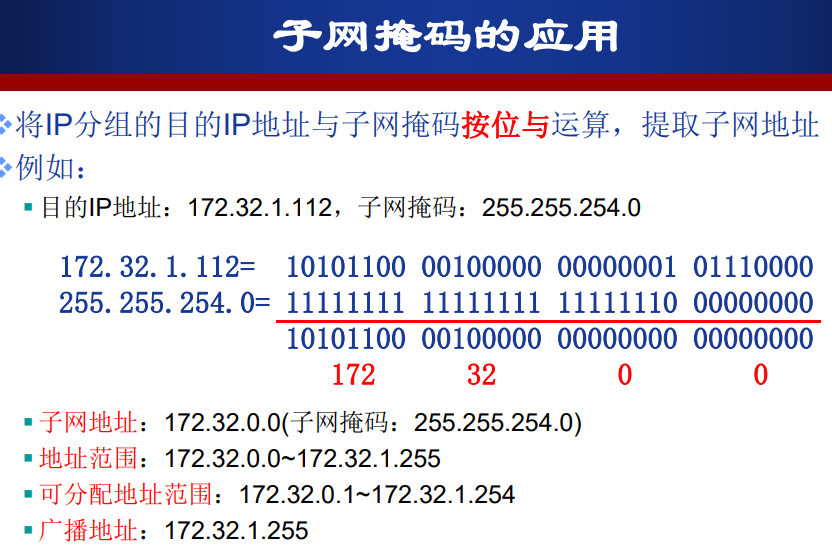 子网掩码的应用
将IP分组的目的IP地址与子网掩码按位与运算，提取子网地址
例如：
目的IP地址：172.32.1.112，子网掩码：255.255.254.0
172.32.1.112= 10101100 00100000 00000001 01110000
255.255.254.0= 11111111 11111111 11111110 00000000
10101100 00100000 00000000 00000000
172 32 0 0
子网地址：172.32.0.0(子网掩码：255.255.254.0)
地址范围：172.32.0.0~172.32.1.255
可分配地址范围：172.32.0.1~172.32.1.254
广播地址：172.32.1.255